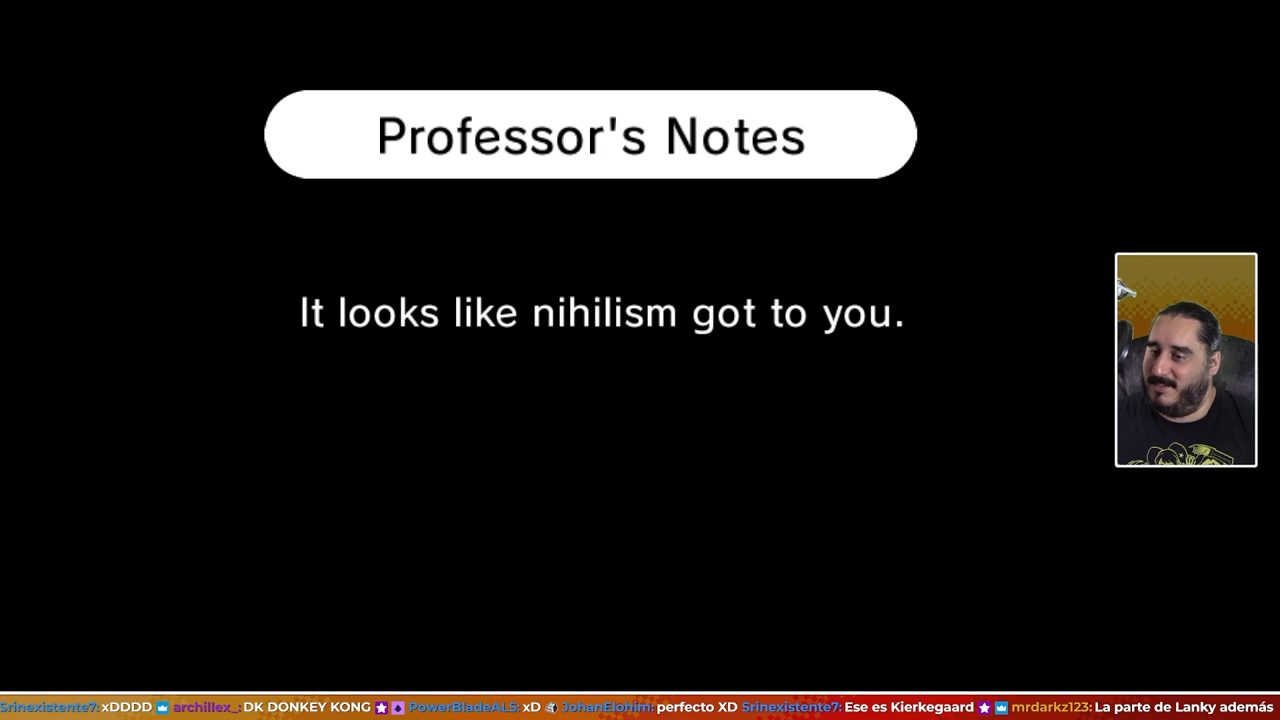 Professor's Notes
It looks like nihilism got to you.
Srinexistente7: xDDDD archillex_: DK DONKEY KONG PowerBladeALS: xD JohanElohim: perfecto XD Srinexistente7: Ese es Kierkegaard mrdarkz123: La parte de Lanky además